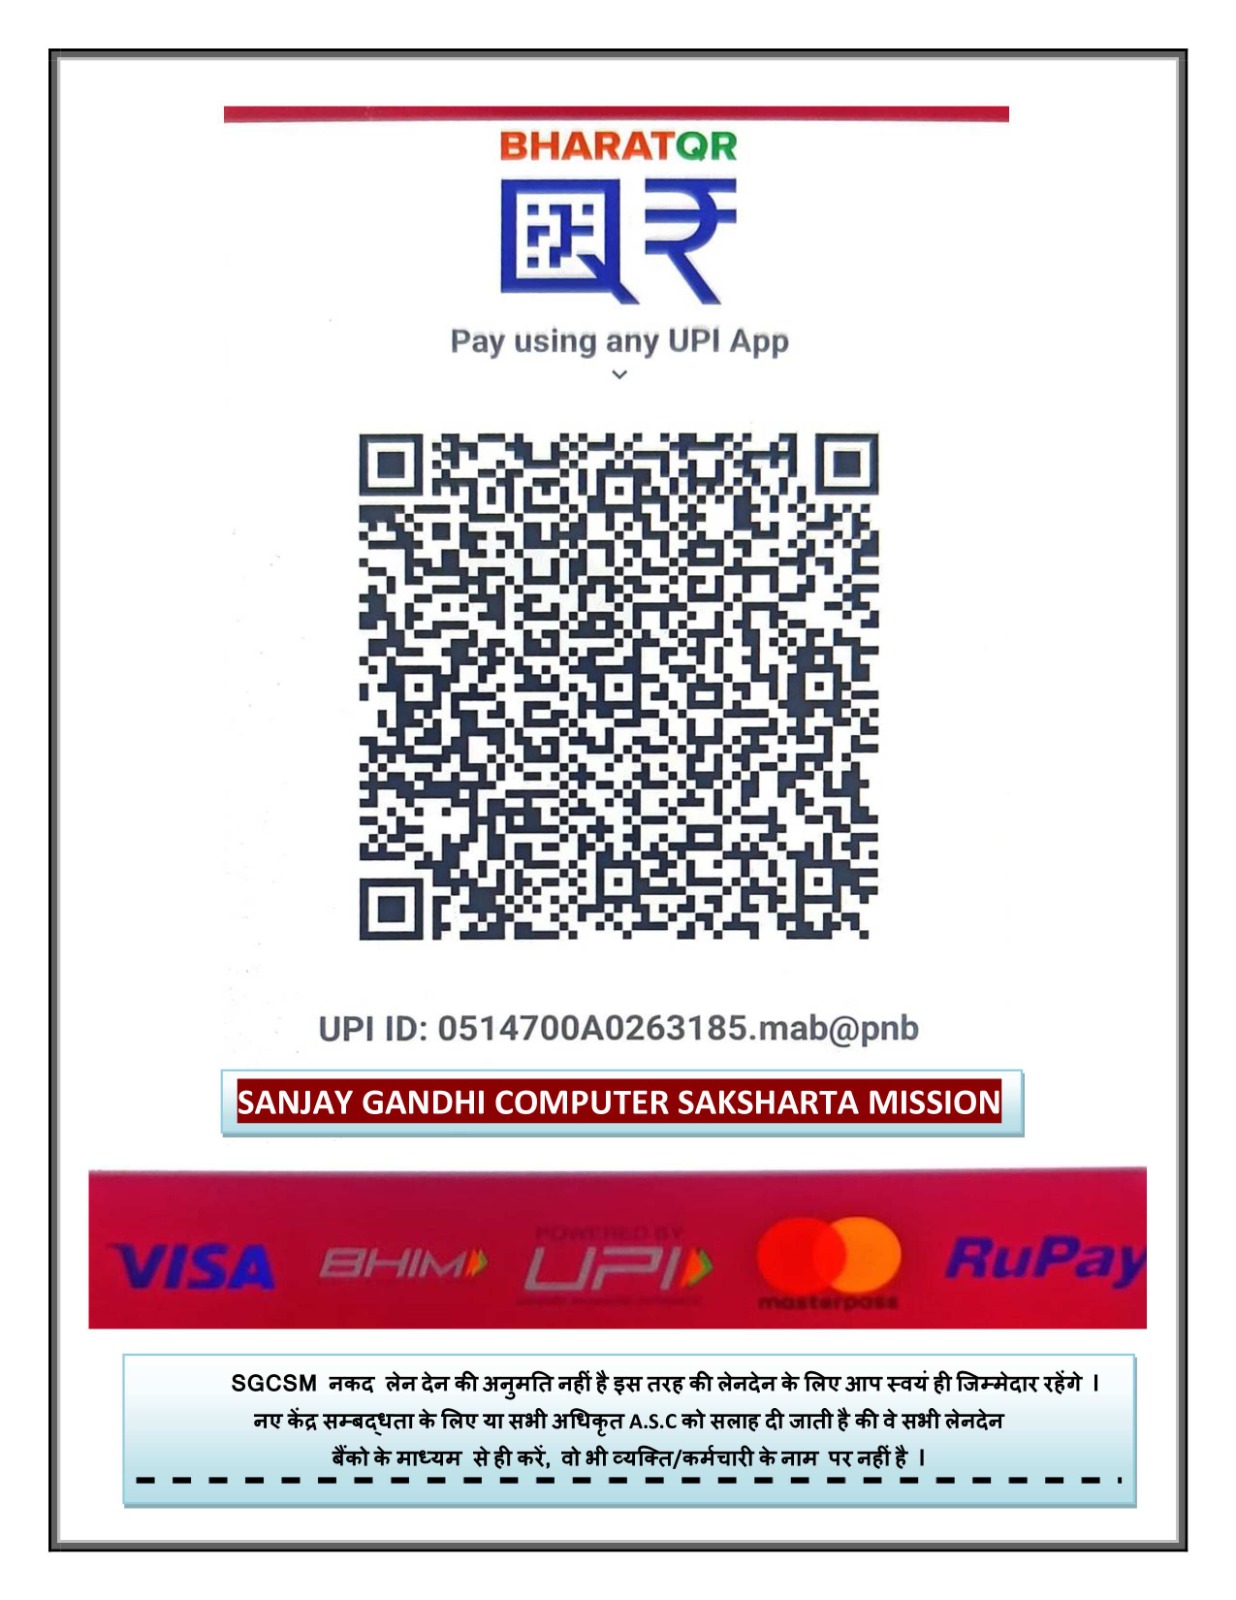 BHARATQR
Pay using any UPI App
UPI ID: 0514700A0263185.mab@pnb
SANJAY GANDHI COMPUTER SAKSHARTA MISSION
VISA BHIM POWERED BY UPI masterpass RuPay
SGCSM नकद लेन देन की अनुमति नहीं है इस तरह की लेनदेन के लिए आप स्वयं ही जिम्मेदार रहेंगे ।
नए केंद्र सम्बद्धता के लिए या सभी अधिकृत A.S.C को सलाह दी जाती है की वे सभी लेनदेन
बैंको के माध्यम से ही करें, वो भी व्यक्ति/कर्मचारी के नाम पर नहीं है ।